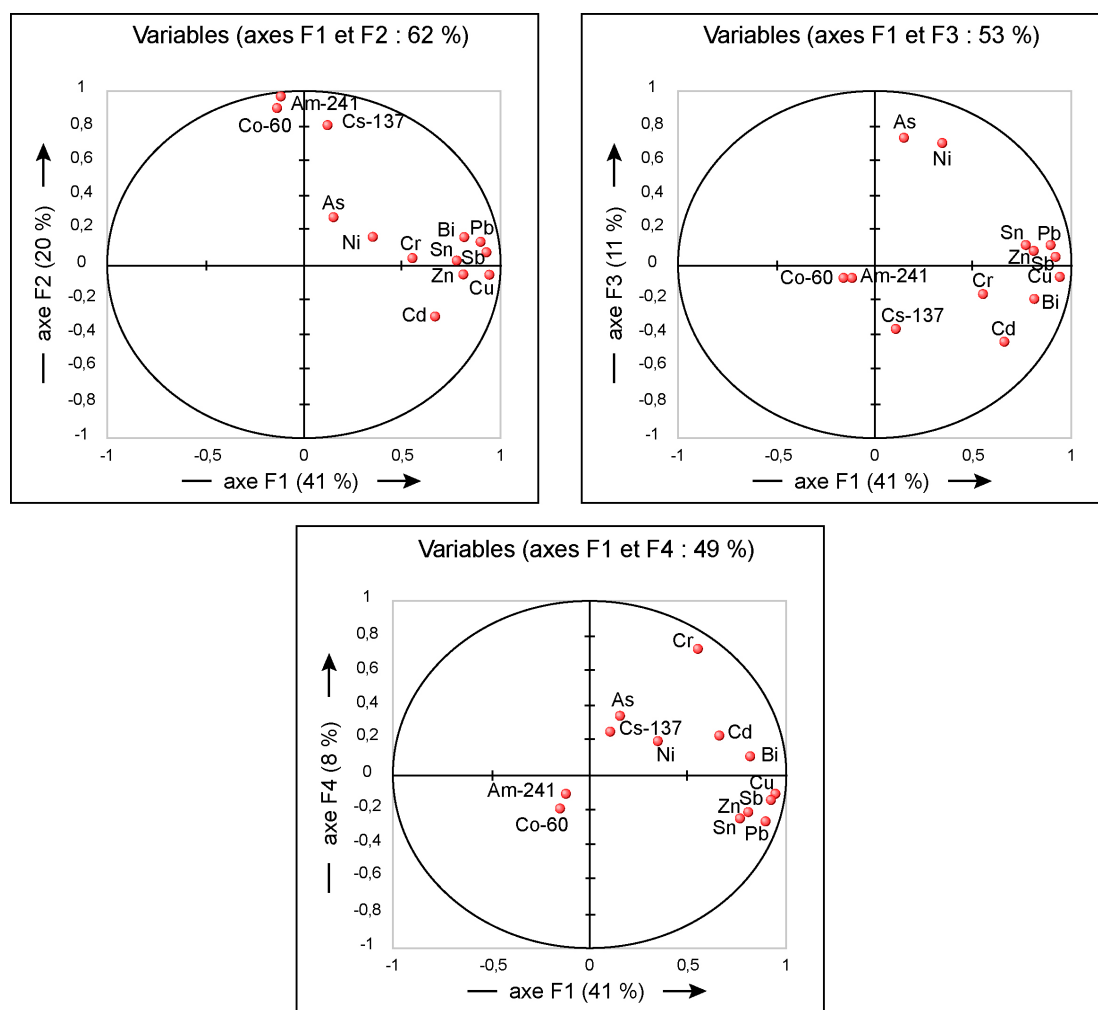 Variables (axes F1 et F2 : 62 %)
1
0,8
0,6
0,4
0,2
0
-0,2
-0,4
-0,6
-0,8
-1
axe F2 (20 %)
Am-241
Co-60
Cs-137
As
Ni
Cr
Bi
Pb
Sn
Sb
Zn
Cu
Cd
-1
-0,5
0
0,5
1
axe F1 (41 %)
Variables (axes F1 et F3 : 53 %)
1
0,8
0,6
0,4
0,2
0
-0,2
-0,4
-0,6
-0,8
-1
axe F3 (11 %)
As
Ni
Sn
Pb
Zn
Sb
Co-60
Am-241
Cr
Cu
Bi
Cs-137
Cd
-1
-0,5
0
0,5
1
axe F1 (41 %)
Variables (axes F1 et F4 : 49 %)
1
0,8
0,6
0,4
0,2
0
-0,2
-0,4
-0,6
-0,8
-1
axe F4 (8 %)
Cr
As
Cs-137
Ni
Cd
Bi
Am-241
Co-60
Cu
Sb
Zn
Sn
Pb
-1
-0,5
0
0,5
1
axe F1 (41 %)